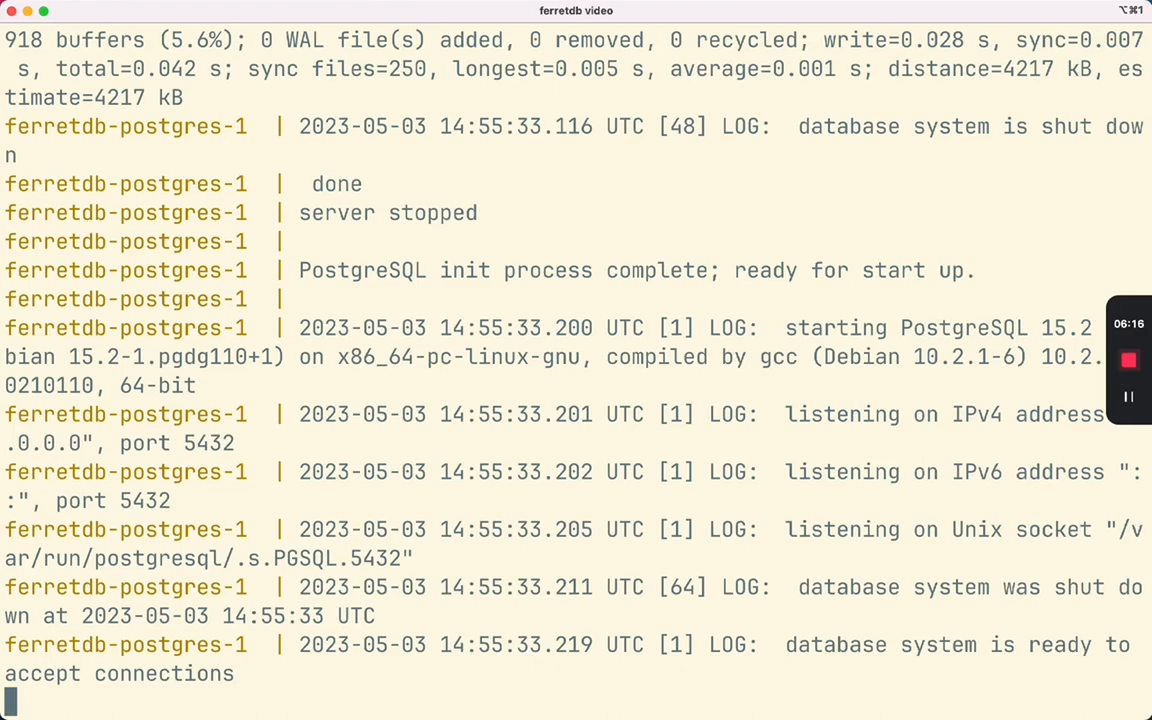 ferretdb video
⌥⌘1
918 buffers (5.6%); 0 WAL file(s) added, 0 removed, 0 recycled; write=0.028 s, sync=0.007
s, total=0.042 s; sync files=250, longest=0.005 s, average=0.001 s; distance=4217 kB, es
timate=4217 kB
ferretdb-postgres-1  | 2023-05-03 14:55:33.116 UTC [48] LOG:  database system is shut dow
n
ferretdb-postgres-1  |  done
ferretdb-postgres-1  | server stopped
ferretdb-postgres-1  |
ferretdb-postgres-1  | PostgreSQL init process complete; ready for start up.
ferretdb-postgres-1  |
ferretdb-postgres-1  | 2023-05-03 14:55:33.200 UTC [1] LOG:  starting PostgreSQL 15.2
bian 15.2-1.pgdg110+1) on x86_64-pc-linux-gnu, compiled by gcc (Debian 10.2.1-6) 10.2.
0210110, 64-bit
ferretdb-postgres-1  | 2023-05-03 14:55:33.201 UTC [1] LOG:  listening on IPv4 address
.0.0.0", port 5432
ferretdb-postgres-1  | 2023-05-03 14:55:33.202 UTC [1] LOG:  listening on IPv6 address ":
:", port 5432
ferretdb-postgres-1  | 2023-05-03 14:55:33.205 UTC [1] LOG:  listening on Unix socket "/v
ar/run/postgresql/.s.PGSQL.5432"
ferretdb-postgres-1  | 2023-05-03 14:55:33.211 UTC [64] LOG:  database system was shut do
wn at 2023-05-03 14:55:33 UTC
ferretdb-postgres-1  | 2023-05-03 14:55:33.219 UTC [1] LOG:  database system is ready to
accept connections
06:16